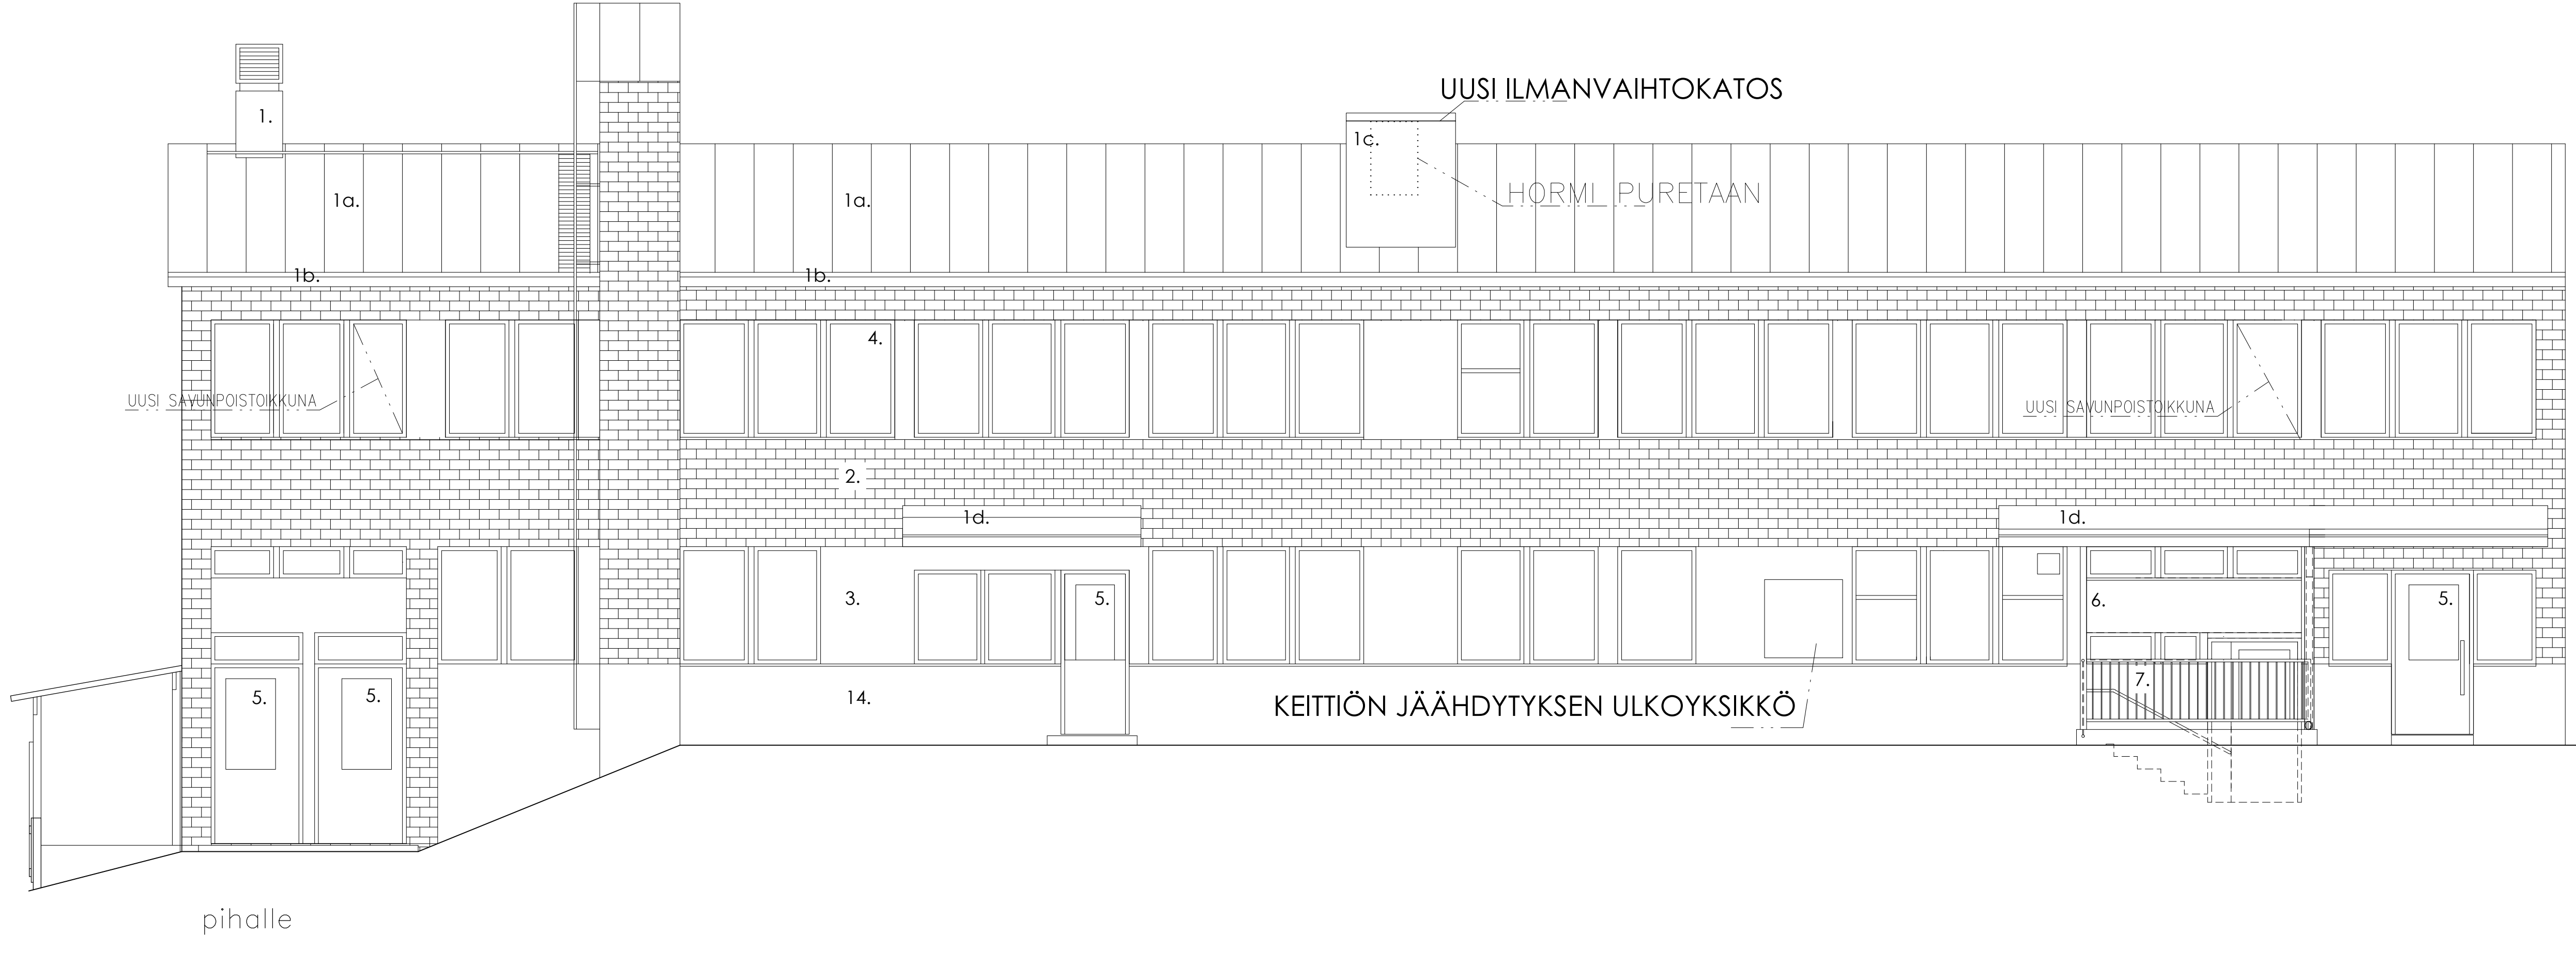 UUSI ILMANVAIHTOKATOS
1.
1c.
HORMI PURETAAN
1a.
1a.
1b.
1b.
4.
UUSI SAVUNPOISTOIKKUNA
UUSI SAVUNPOISTOIKKUNA
2.
1d.
1d.
3.
5.
6.
5.
5.
5.
14.
7.
KEITTIÖN JÄÄHDYTYKSEN ULKOYKSIKKÖ
pihalle